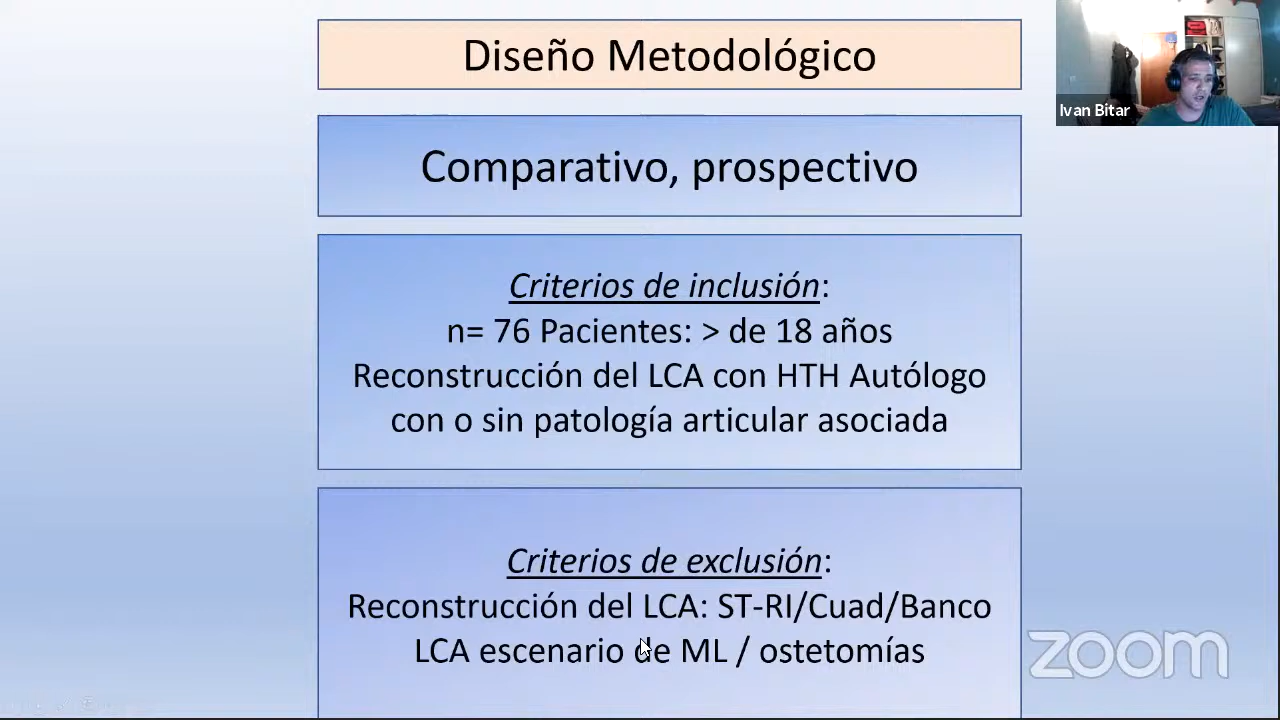 Diseño Metodológico
Ivan Bitar
Comparativo, prospectivo
Criterios de inclusión:
n= 76 Pacientes: > de 18 años
Reconstrucción del LCA con HTH Autólogo
con o sin patología articular asociada
Criterios de exclusión:
Reconstrucción del LCA: ST-RI/Cuad/Banco
LCA escenario de ML / ostetomías
zoom